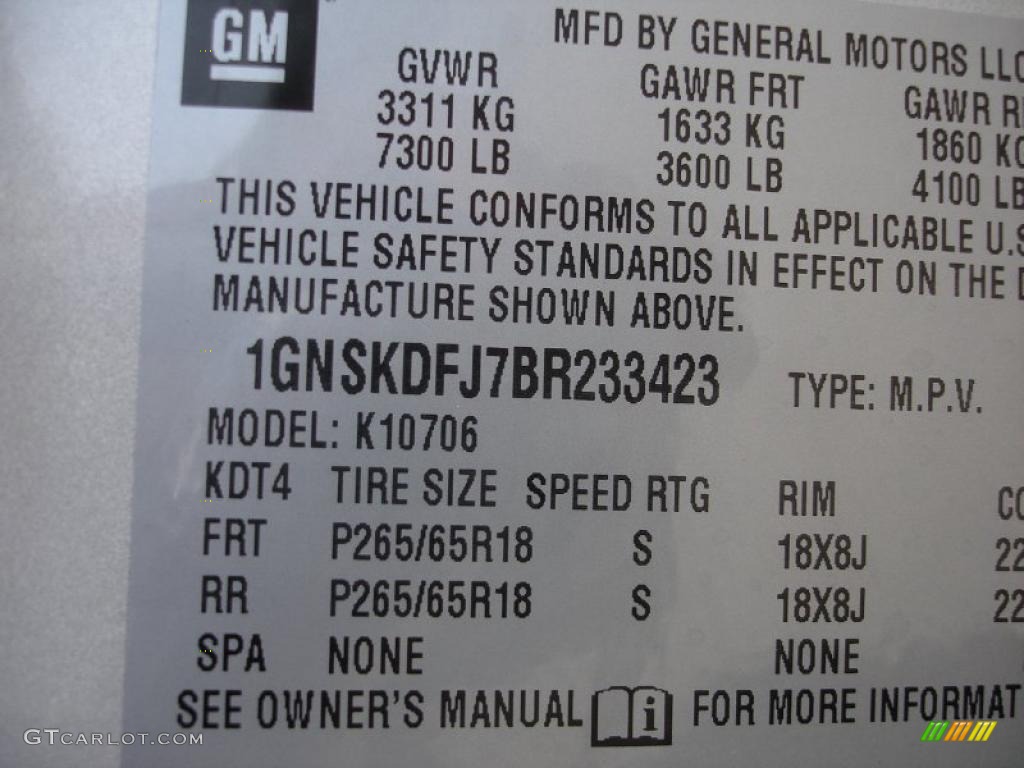 GM
MFD BY GENERAL MOTORS LLC
GVWR GAWR FRT GAWR R
3311 KG 1633 KG 1860 KG
7300 LB 3600 LB 4100 LB
THIS VEHICLE CONFORMS TO ALL APPLICABLE U.S
VEHICLE SAFETY STANDARDS IN EFFECT ON THE D
MANUFACTURE SHOWN ABOVE.
1GNSKDFJ7BR233423 TYPE: M.P.V.
MODEL: K10706
KDT4 TIRE SIZE SPEED RTG RIM CO
FRT P265/65R18 S 18X8J 22
RR P265/65R18 S 18X8J 22
SPA NONE NONE
SEE OWNER'S MANUAL i FOR MORE INFORMAT
GTCARLOT.COM